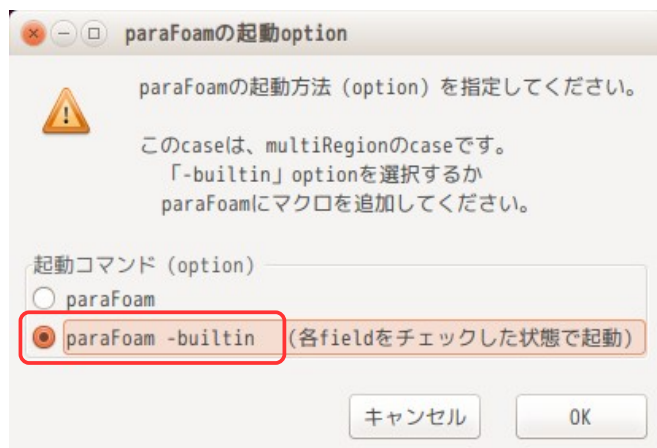 paraFoamの起動option
paraFoamの起動方法 (option) を指定してください。
このcaseは、multiRegionのcaseです。
「-builtin」optionを選択するか
paraFoamにマクロを追加してください。
起動コマンド (option)
paraFoam
paraFoam -builtin (各fieldをチェックした状態で起動)
キャンセル OK